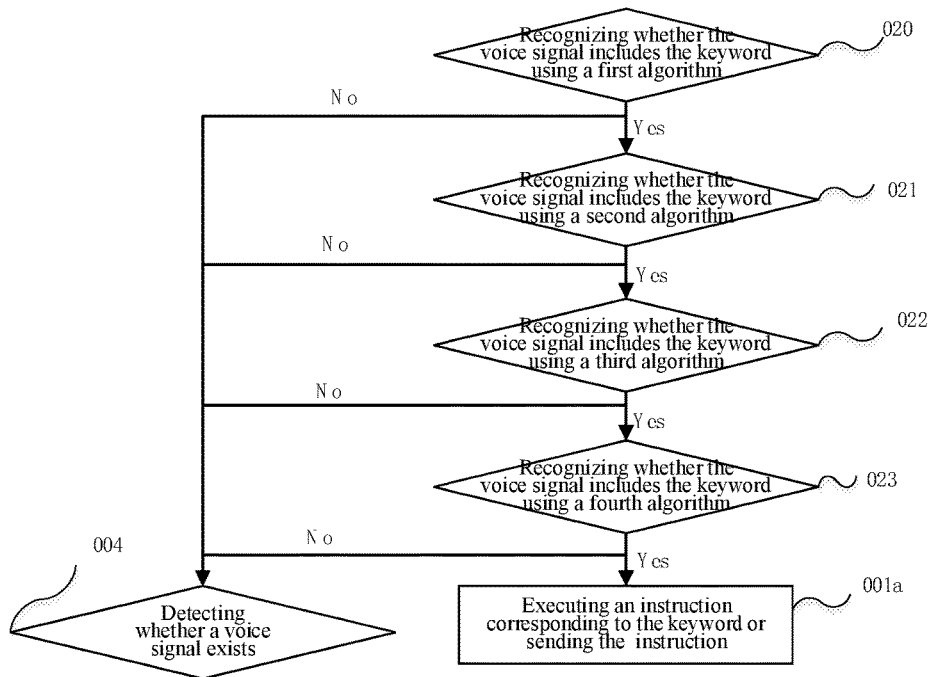 Recognizing whether the
voice signal includes the keyword
using a first algorithm
020
No
Yes
Recognizing whether the
voice signal includes the keyword
using a second algorithm
021
No
Yes
Recognizing whether the
voice signal includes the keyword
using a third algorithm
022
No
Yes
Recognizing whether the
voice signal includes the keyword
using a fourth algorithm
023
No
Yes
004
Detecting
whether a voice
signal exists
Executing an instruction
corresponding to the keyword or
sending the instruction
001a